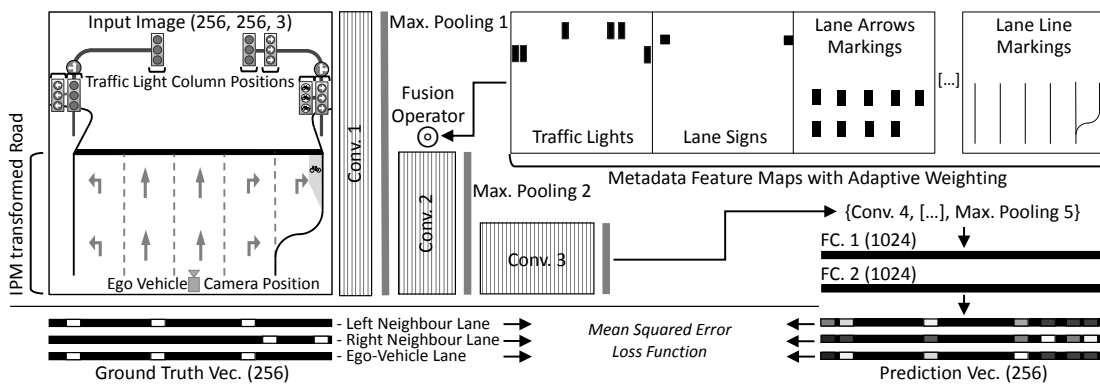 Input Image (256, 256, 3)
Traffic Light Column Positions
IPM transformed Road
Ego Vehicle
Camera Position
Conv. 1
Max. Pooling 1
Fusion
Operator
Conv. 2
Max. Pooling 2
Conv. 3
Traffic Lights
Lane Signs
Lane Arrows
Markings
[...]
Lane Line
Markings
Metadata Feature Maps with Adaptive Weighting
{Conv. 4, [...], Max. Pooling 5}
FC. 1 (1024)
FC. 2 (1024)
- Left Neighbour Lane
- Right Neighbour Lane
- Ego-Vehicle Lane
Ground Truth Vec. (256)
Mean Squared Error
Loss Function
Prediction Vec. (256)